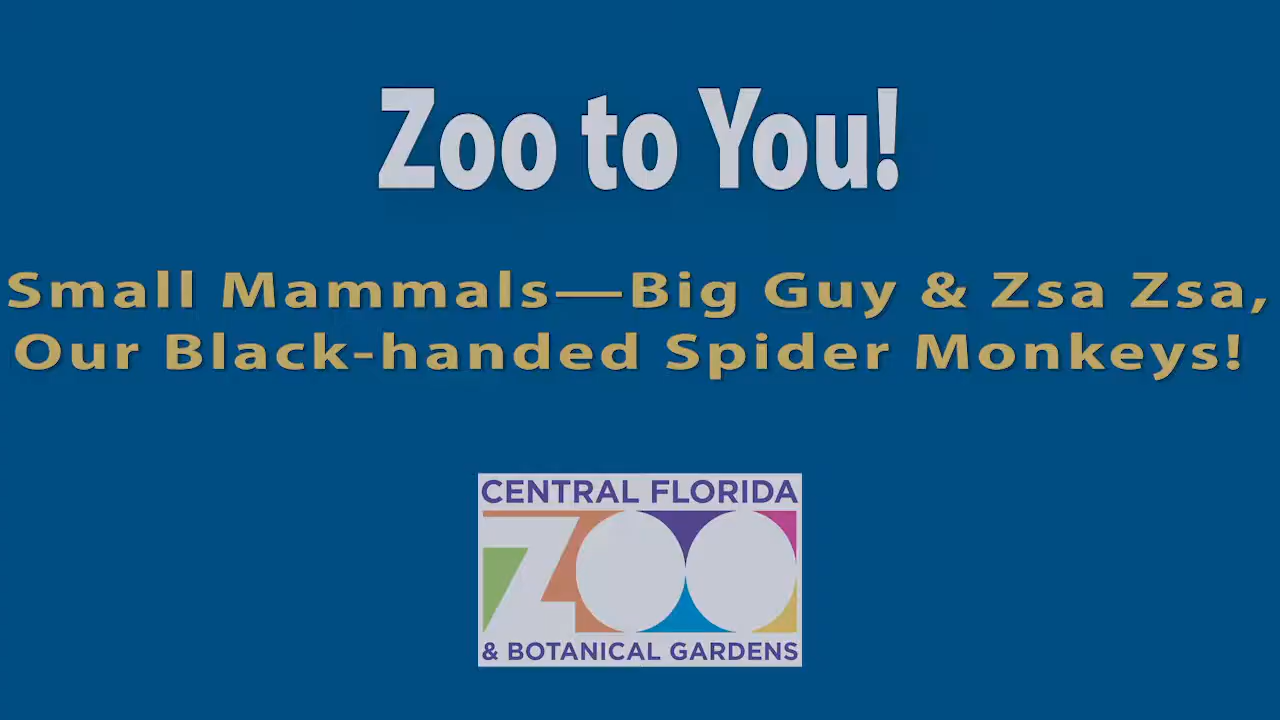 Zoo to You!
Small Mammals—Big Guy & Zsa Zsa,
Our Black-handed Spider Monkeys!
CENTRAL FLORIDA
ZOO
& BOTANICAL GARDENS